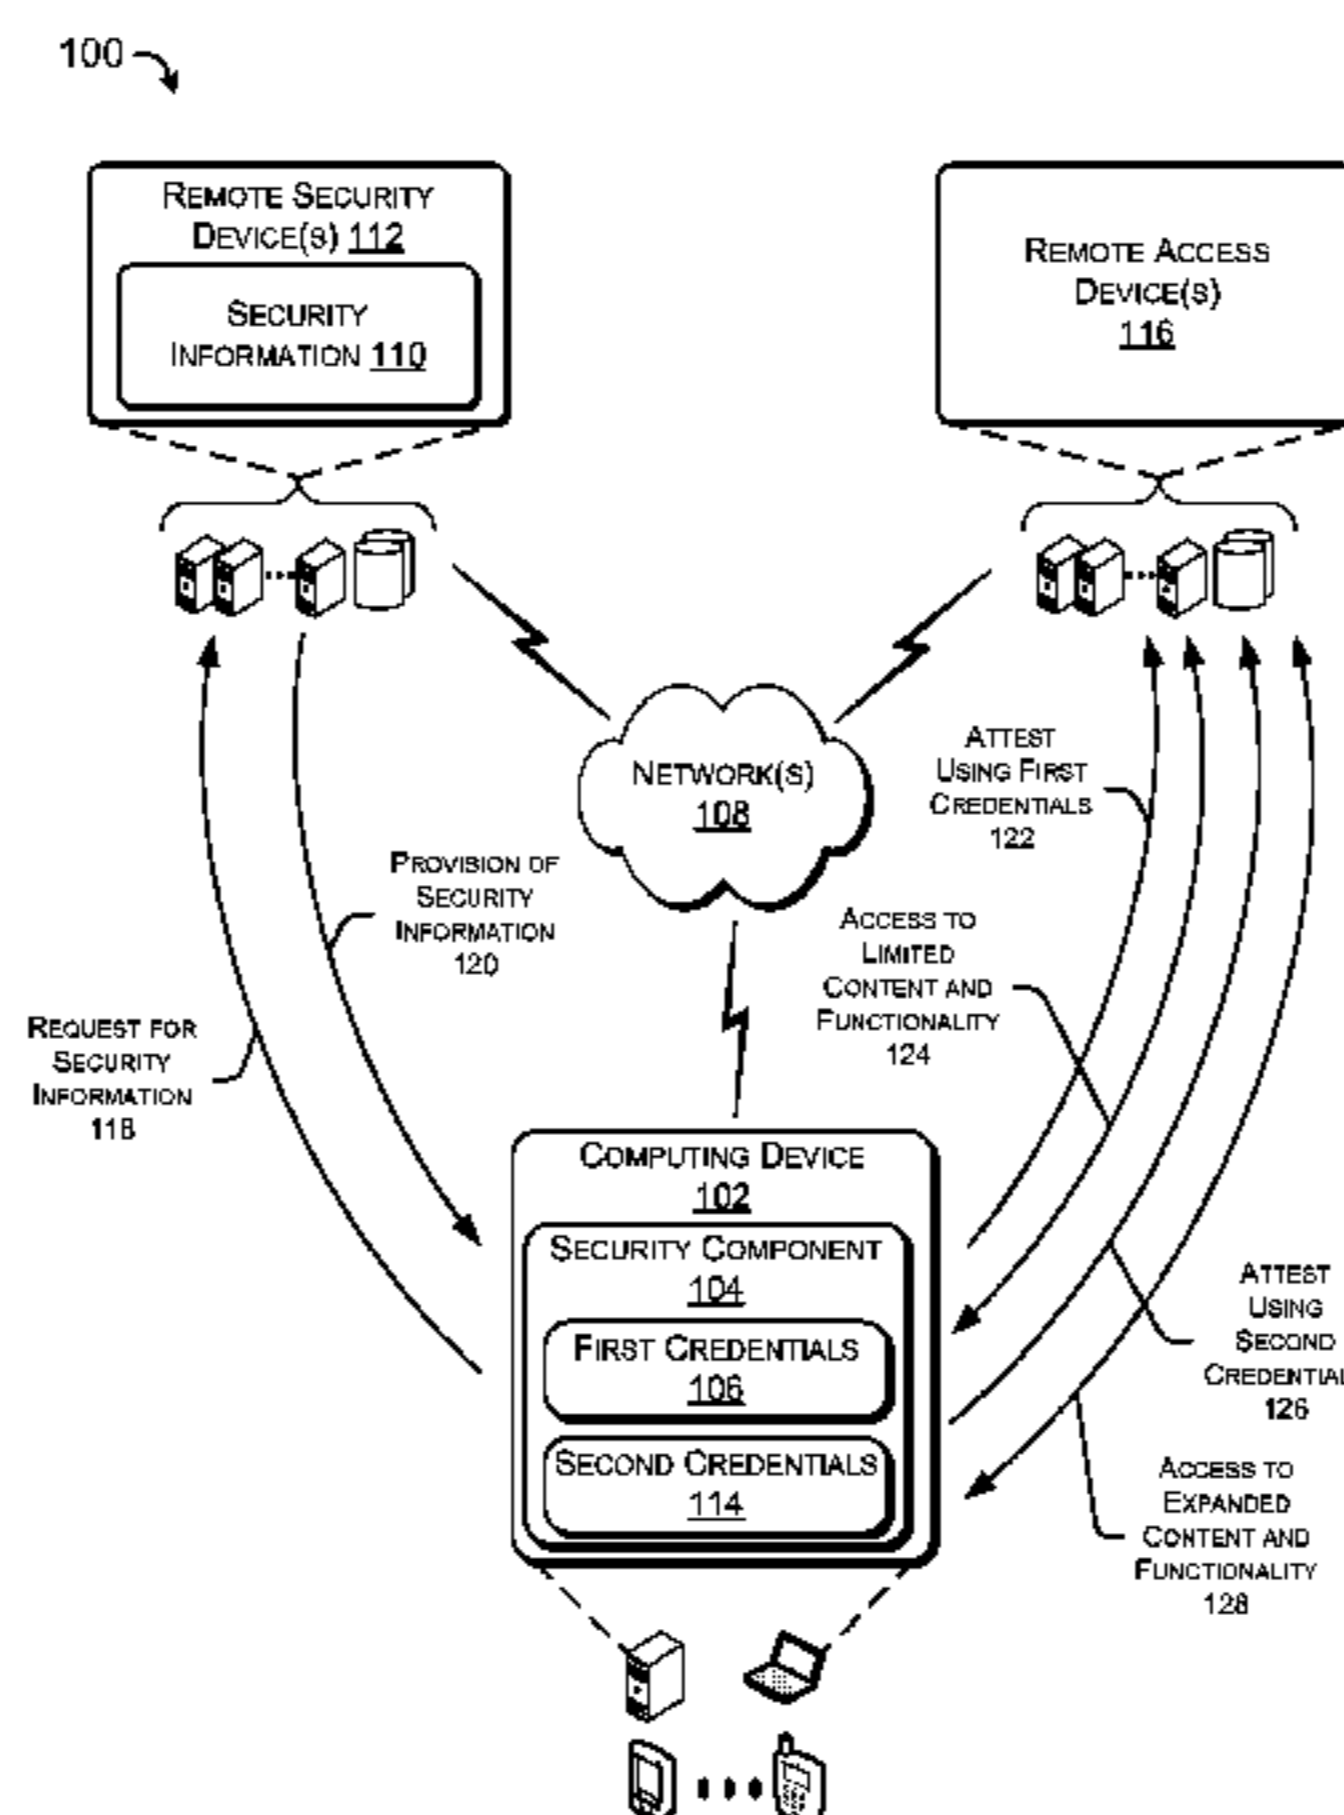 100
REMOTE SECURITY
DEVICE(S) 112
SECURITY
INFORMATION 110
REMOTE ACCESS
DEVICE(S)
116
NETWORK(S)
108
ATTEST
USING FIRST
CREDENTIALS
122
PROVISION OF
SECURITY
INFORMATION
120
ACCESS TO
LIMITED
CONTENT AND
FUNCTIONALITY
124
REQUEST FOR
SECURITY
INFORMATION
118
COMPUTING DEVICE
102
SECURITY COMPONENT
104
FIRST CREDENTIALS
106
SECOND CREDENTIALS
114
ATTEST
USING
SECOND
CREDENTIAL
126
ACCESS TO
EXPANDED
CONTENT AND
FUNCTIONALITY
128